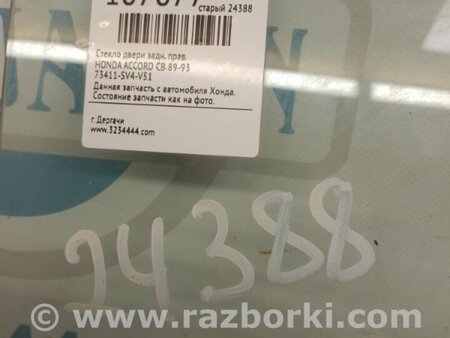 старый 24388
Стекло двери задн. прав.
HONDA ACCORD CB 89-93
73411-SV4-V51
Данная запчасть с автомобиля Хонда.
Состояние запчасти как на фото.
г. Дергачи
www.3234444.com
24388
www.razborki.com